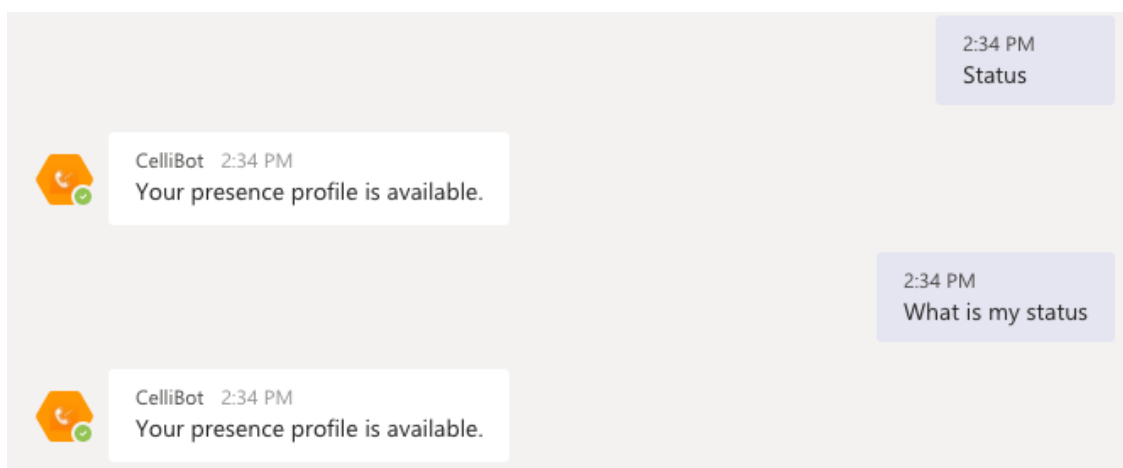 2:34 PM
Status
CelliBot 2:34 PM
Your presence profile is available.
2:34 PM
What is my status
CelliBot 2:34 PM
Your presence profile is available.